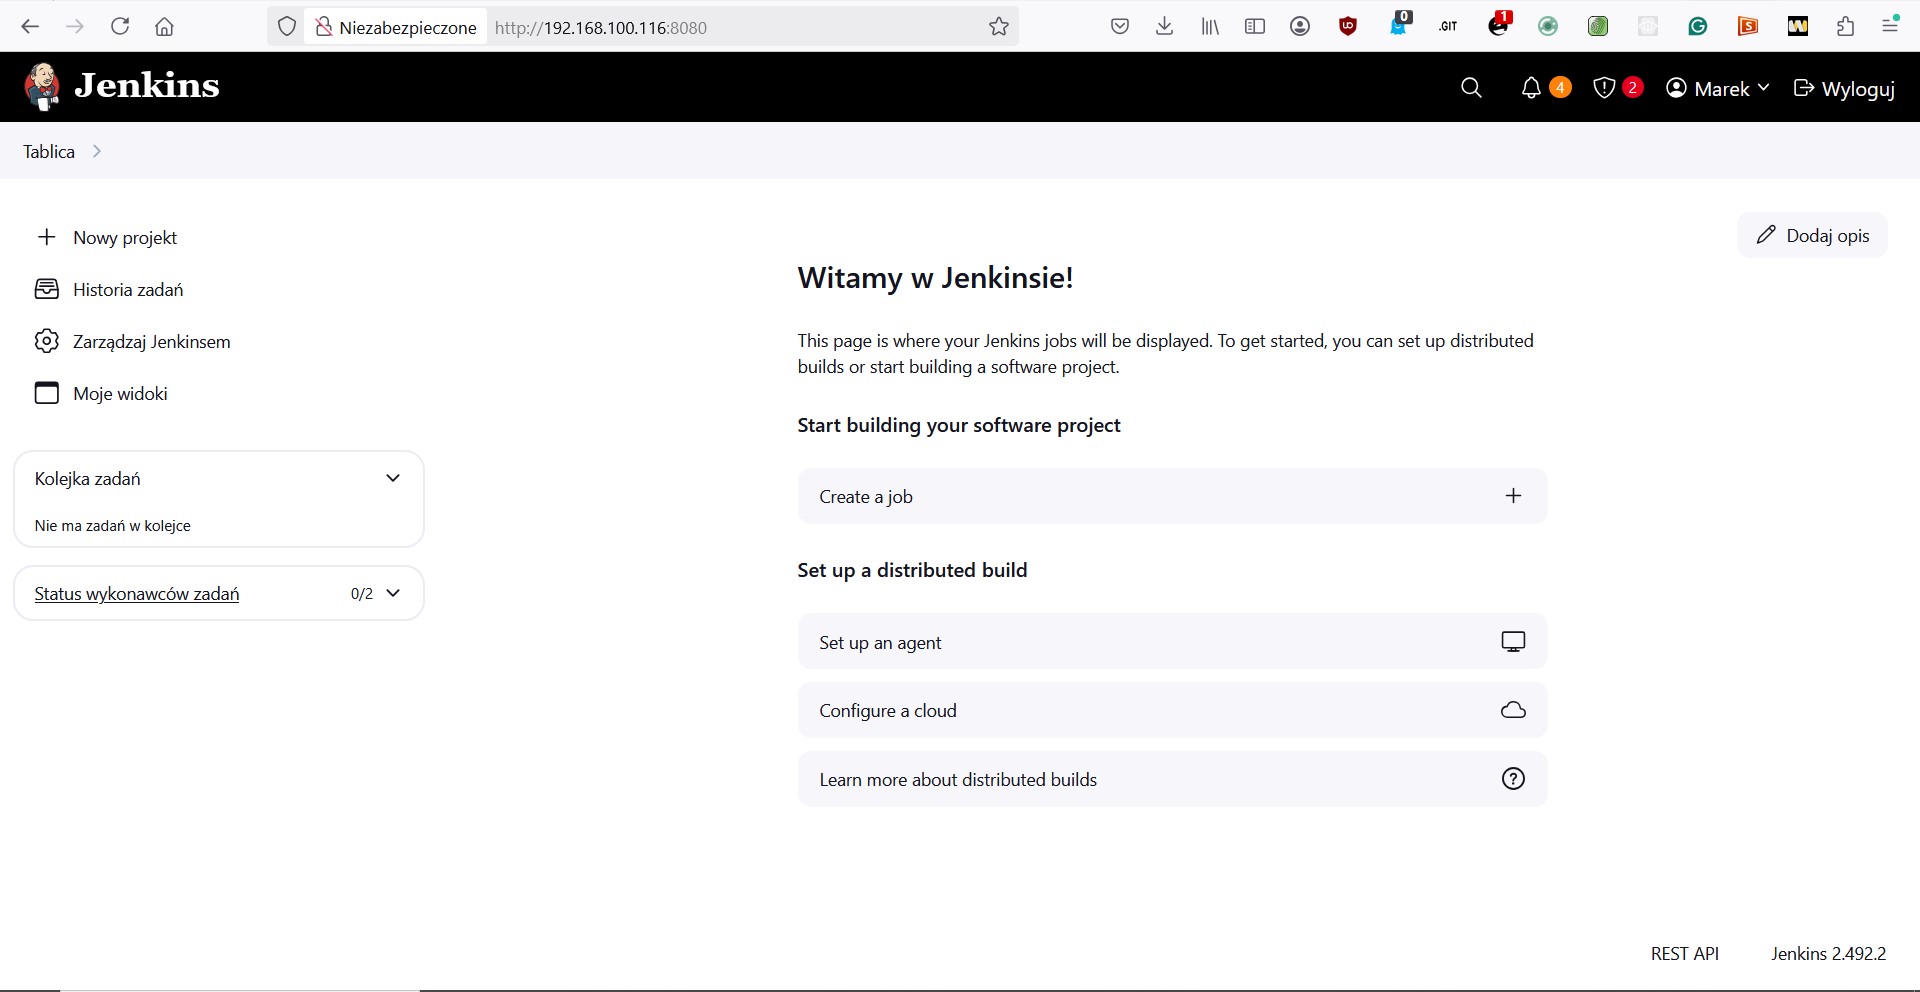 Niezabezpieczone
http://192.168.100.116:8080
0
.GIT
1
Jenkins
4
2
Marek
Wyloguj
Tablica
Nowy projekt
Historia zadań
Zarządzaj Jenkinsem
Moje widoki
Kolejka zadań
Nie ma zadań w kolejce
Status wykonawców zadań
0/2
Dodaj opis
Witamy w Jenkinsie!
This page is where your Jenkins jobs will be displayed. To get started, you can set up distributed
builds or start building a software project.
Start building your software project
Create a job
Set up a distributed build
Set up an agent
Configure a cloud
Learn more about distributed builds
REST API
Jenkins 2.492.2